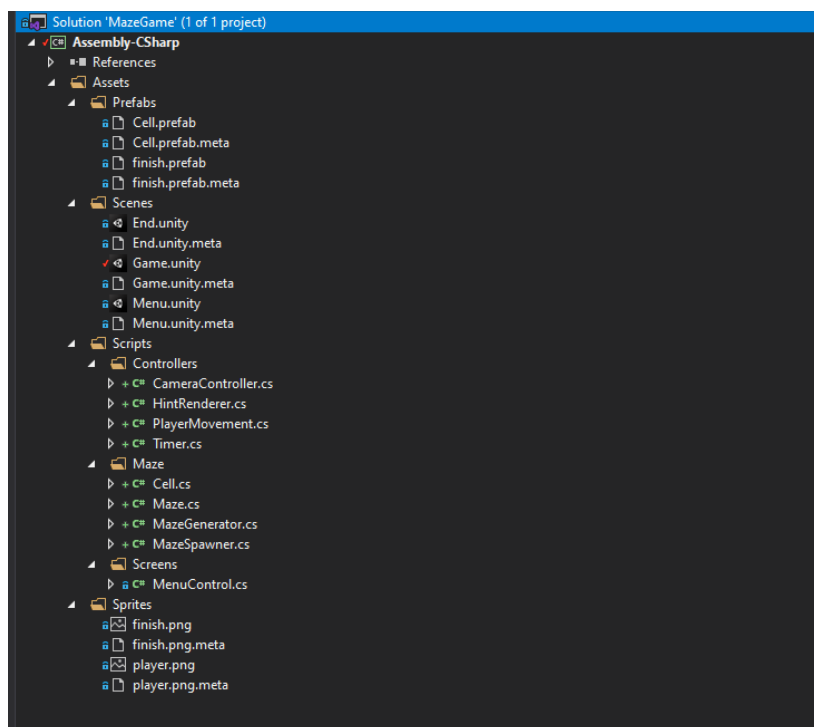 Solution 'MazeGame' (1 of 1 project)
C# Assembly-CSharp
References
Assets
Prefabs
Cell.prefab
Cell.prefab.meta
finish.prefab
finish.prefab.meta
Scenes
End.unity
End.unity.meta
Game.unity
Game.unity.meta
Menu.unity
Menu.unity.meta
Scripts
Controllers
C# CameraController.cs
C# HintRenderer.cs
C# PlayerMovement.cs
C# Timer.cs
Maze
C# Cell.cs
C# Maze.cs
C# MazeGenerator.cs
C# MazeSpawner.cs
Screens
C# MenuControl.cs
Sprites
finish.png
finish.png.meta
player.png
player.png.meta